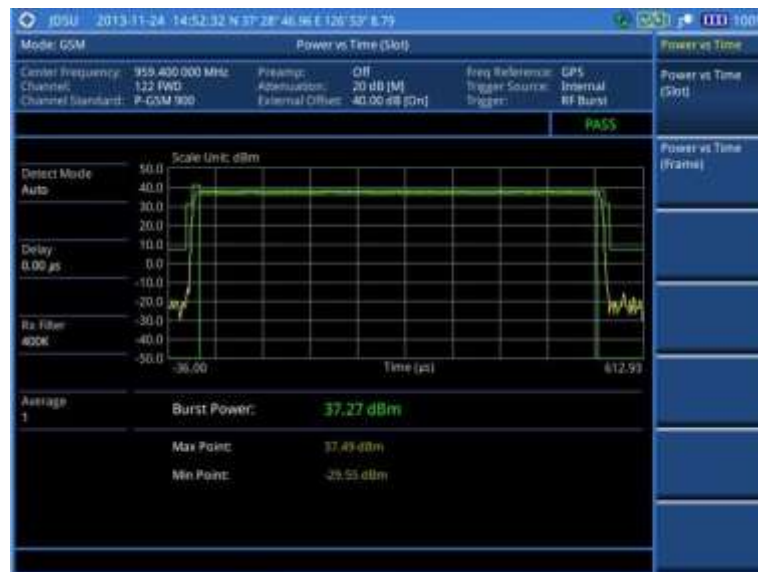 JDSU 2013-11-24 14:52:32 N 37° 28' 46.96 E 126° 53' 8.79 100%
Mode: GSM Power vs Time (Slot) Power vs Time
Center Frequency: 959.400 000 MHz Preamp: Off Freq Reference: GPS
Channel: 122 FWD Attenuation: 20 dB [M] Trigger Source: Internal
Channel Standard: P-GSM 900 External Offset: 40.00 dB [On] Trigger: RF Burst
Power vs Time
(Slot)
PASS
Power vs Time
(Frame)
Scale Unit: dBm
Detect Mode
Auto
Delay
0.00 µs
Rx Filter
400K
50.0
40.0
30.0
20.0
10.0
0.0
-10.0
-20.0
-30.0
-40.0
-50.0
-36.00 Time (µs) 612.93
Average
1
Burst Power: 37.27 dBm
Max Point: 37.49 dBm
Min Point: -29.55 dBm